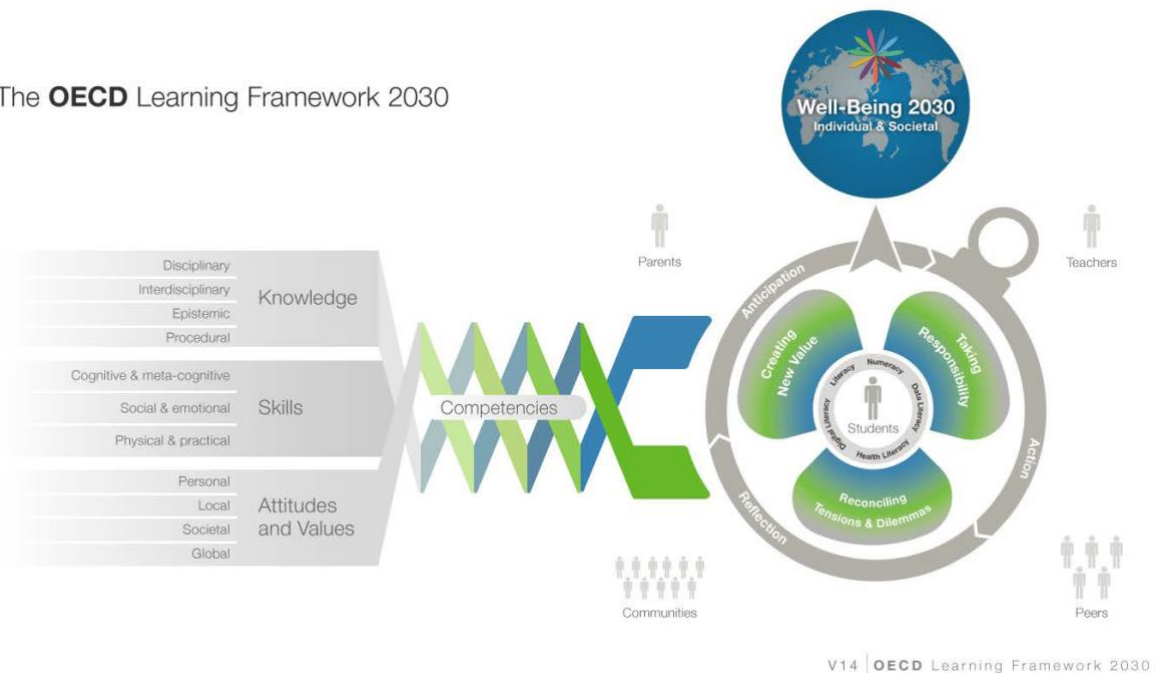 The OECD Learning Framework 2030
Well-Being 2030
Individual & Societal
Disciplinary
Interdisciplinary
Epistemic
Procedural
Knowledge
Cognitive & meta-cognitive
Social & emotional
Physical & practical
Skills
Personal
Local
Societal
Global
Attitudes
and Values
Competencies
Parents
Teachers
Communities
Peers
Anticipation
Action
Reflection
Creating
New Value
Taking
Responsibility
Reconciling
Tensions & Dilemmas
Literacy
Numeracy
Data Literacy
Health Literacy
Digital Literacy
Students
V14 | OECD Learning Framework 2030